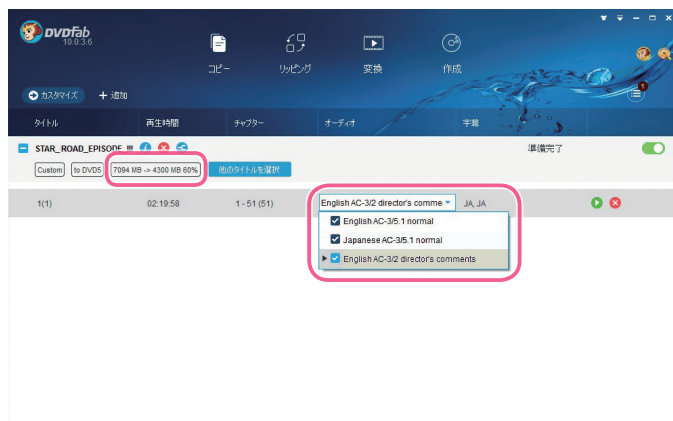 DVDFab
10.0.3.6
コピー リッピング 変換 作成
カスタマイズ + 追加
1
タイトル 再生時間 チャプター オーディオ 字幕
STAR_ROAD_EPISODE_III 準備完了
Custom to DVD5 7094 MB -> 4300 MB 60% 他のタイトルを選択
1(1) 02:19:58 1 - 51 (51) English AC-3/2 director's comme JA, JA
English AC-3/5.1 normal
Japanese AC-3/5.1 normal
English AC-3/2 director's comments